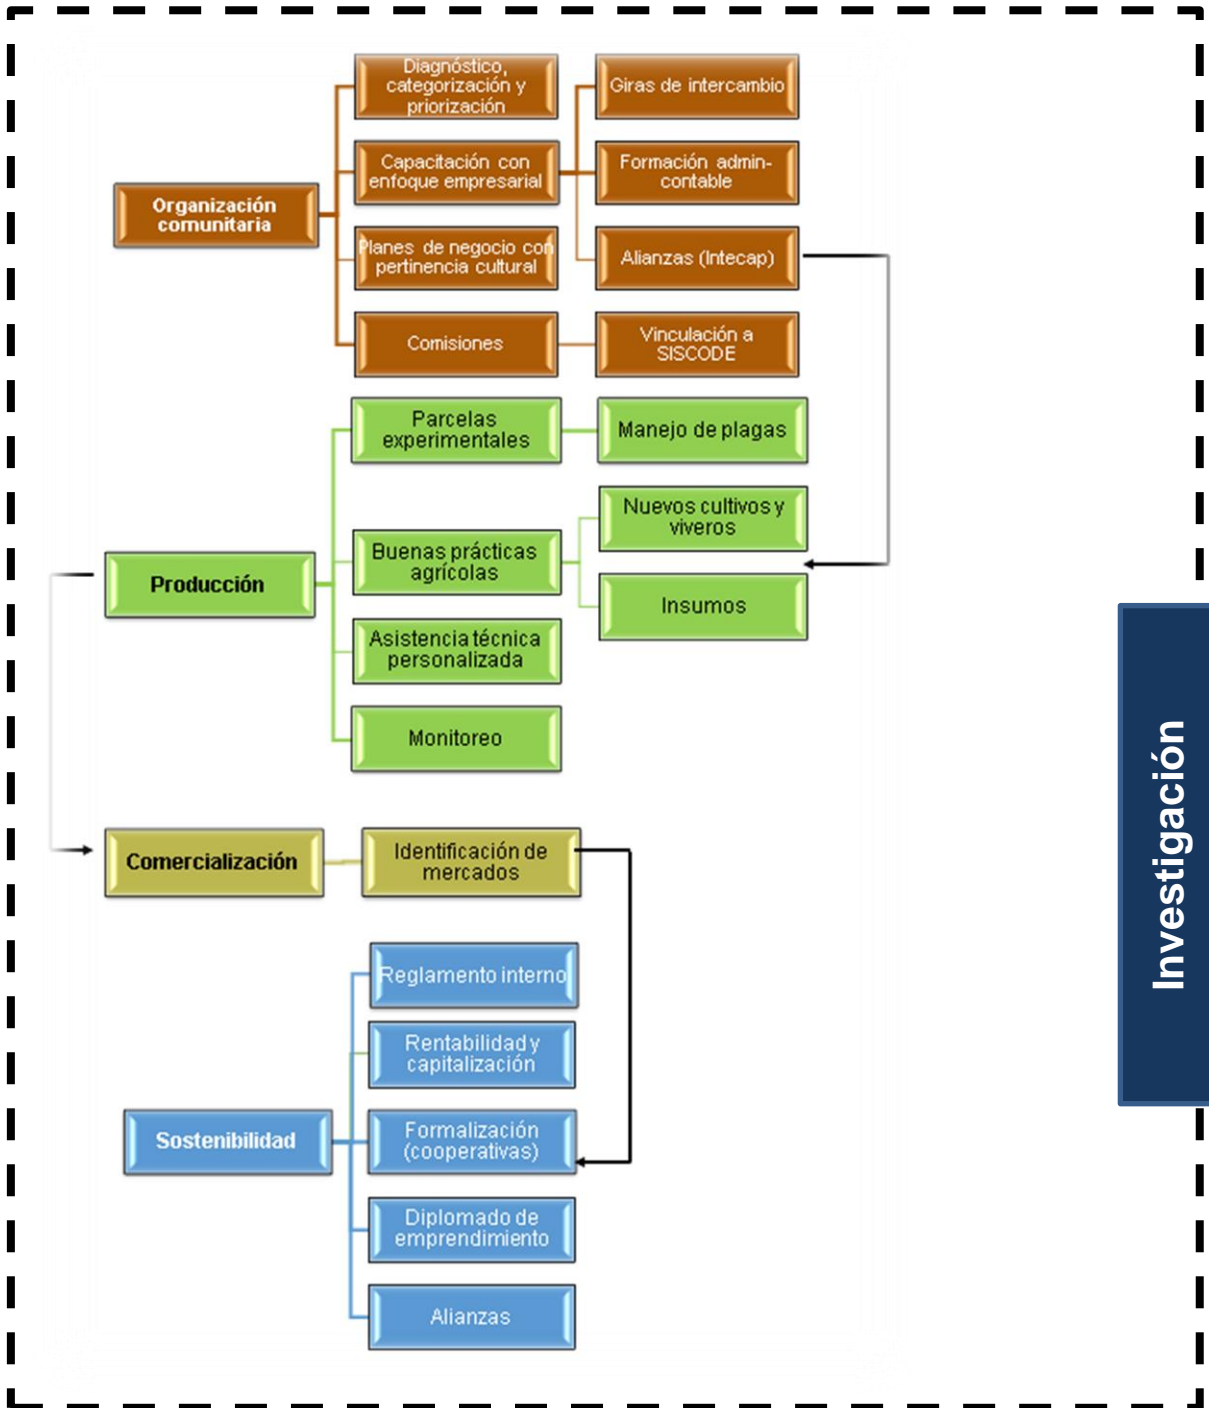 Diagnóstico,
categorización y
priorización
Giras de intercambio
Capacitación con
enfoque empresarial
Formación admin-
contable
Organización
comunitaria
Planes de negocio con
pertinencia cultural
Alianzas (Intecap)
Comisiones
Vinculación a
SISCODE
Parcelas
experimentales
Manejo de plagas
Nuevos cultivos y
viveros
Buenas prácticas
agrícolas
Producción
Insumos
Asistencia técnica
personalizada
Monitoreo
Comercialización
Identificación de
mercados
Reglamento interno
Rentabilidad y
capitalización
Sostenibilidad
Formalización
(cooperativas)
Diplomado de
emprendimiento
Alianzas
Investigación